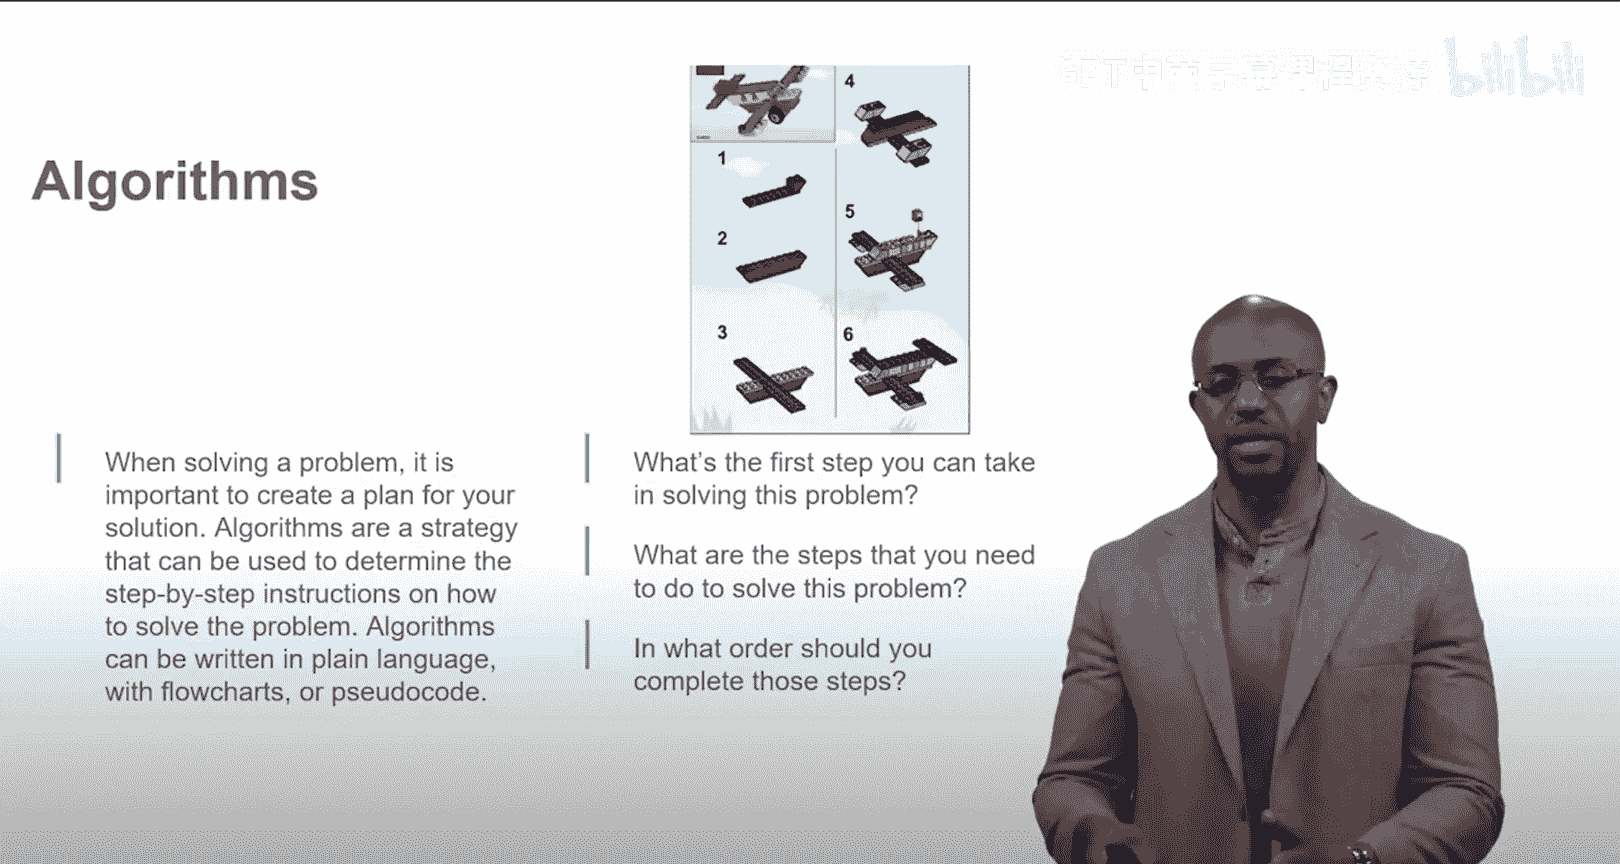 Algorithms
When solving a problem, it is
important to create a plan for your
solution. Algorithms are a strategy
that can be used to determine the
step-by-step instructions on how
to solve the problem. Algorithms
can be written in plain language,
with flowcharts, or pseudocode.
1
2
3
4
5
6
What's the first step you can take
in solving this problem?
What are the steps that you need
to do to solve this problem?
In what order should you
complete those steps?
bilibili